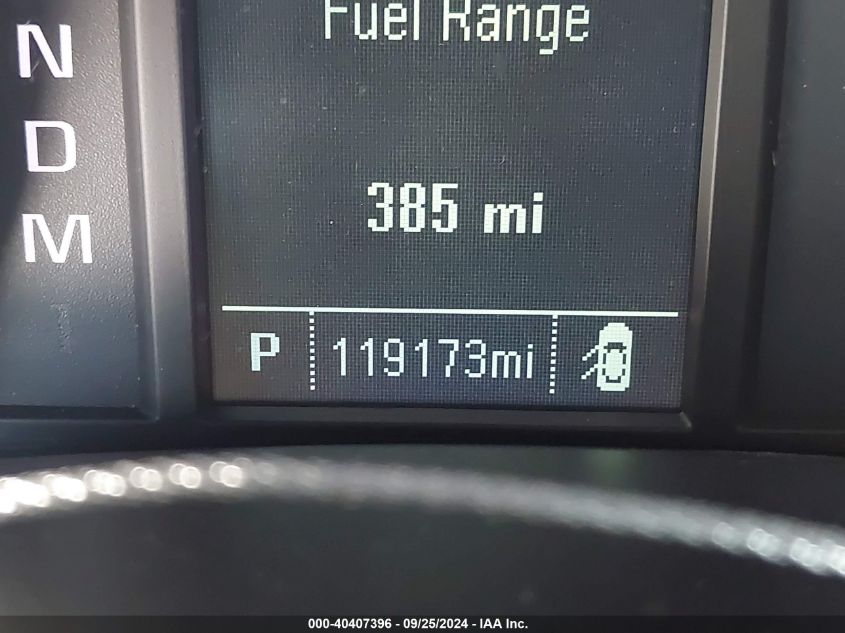 Fuel Range
N
D
385 mi
M
P 119173mi
000-40407396 - 09/25/2024 - IAA Inc.